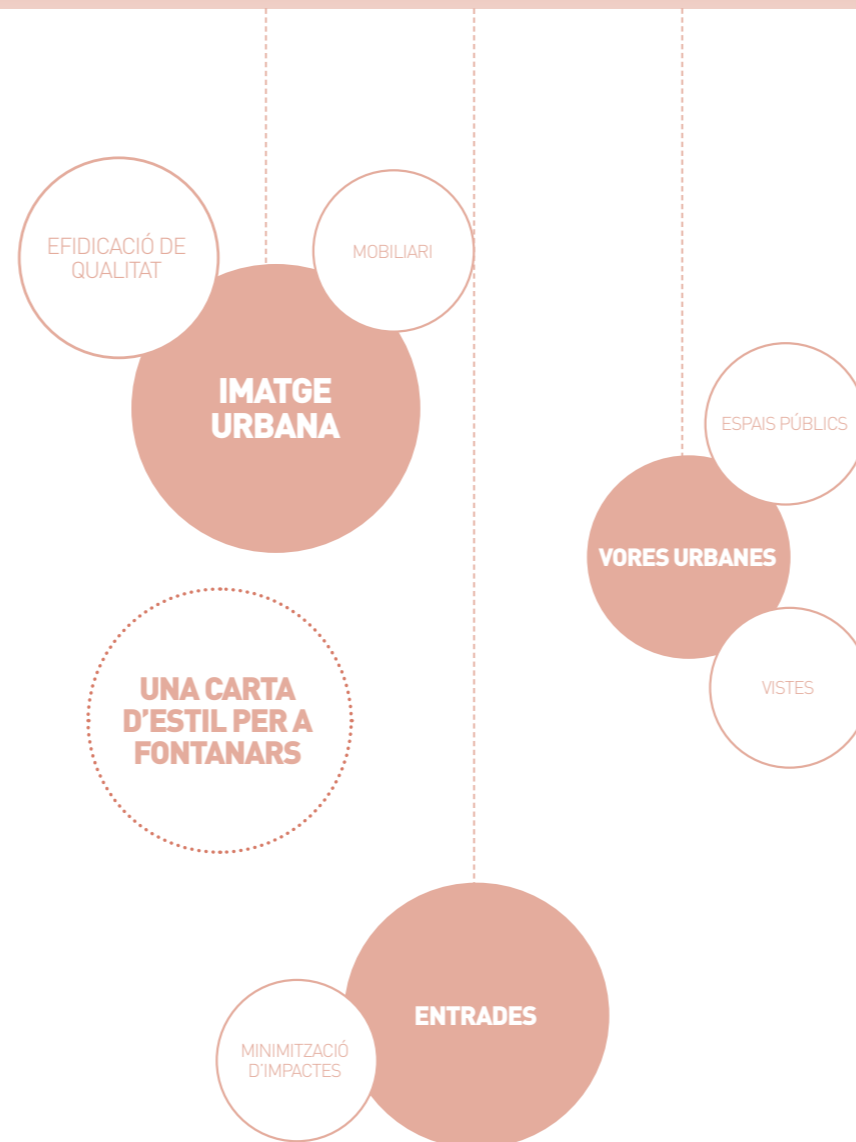 EFIDICACIÓ DE
QUALITAT
MOBILIARI
IMATGE
URBANA
ESPAIS PÚBLICS
VORES URBANES
VISTES
UNA CARTA
D'ESTIL PER A
FONTANARS
ENTRADES
MINIMITZACIÓ
D'IMPACTES